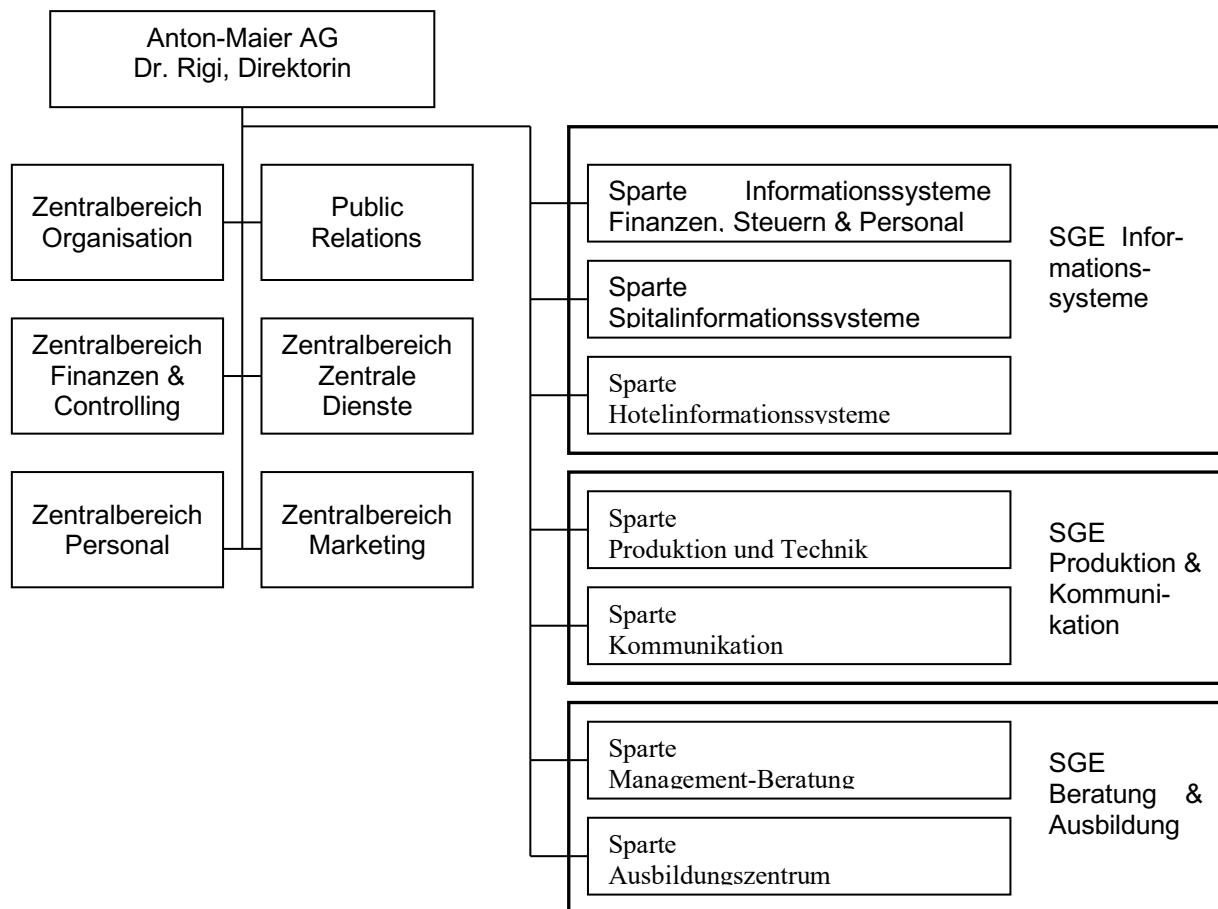 Anton-Maier AG
Dr. Rigi, Direktorin
Zentralbereich
Organisation
Public
Relations
Zentralbereich
Finanzen &
Controlling
Zentralbereich
Zentrale
Dienste
Zentralbereich
Personal
Zentralbereich
Marketing
Sparte Informationssysteme
Finanzen, Steuern & Personal
Sparte
Spitalinformationssysteme
Sparte
Hotelinformationssysteme
SGE Infor-
mations-
systeme
Sparte
Produktion und Technik
Sparte
Kommunikation
SGE
Produktion &
Kommuni-
kation
Sparte
Management-Beratung
Sparte
Ausbildungszentrum
SGE
Beratung &
Ausbildung